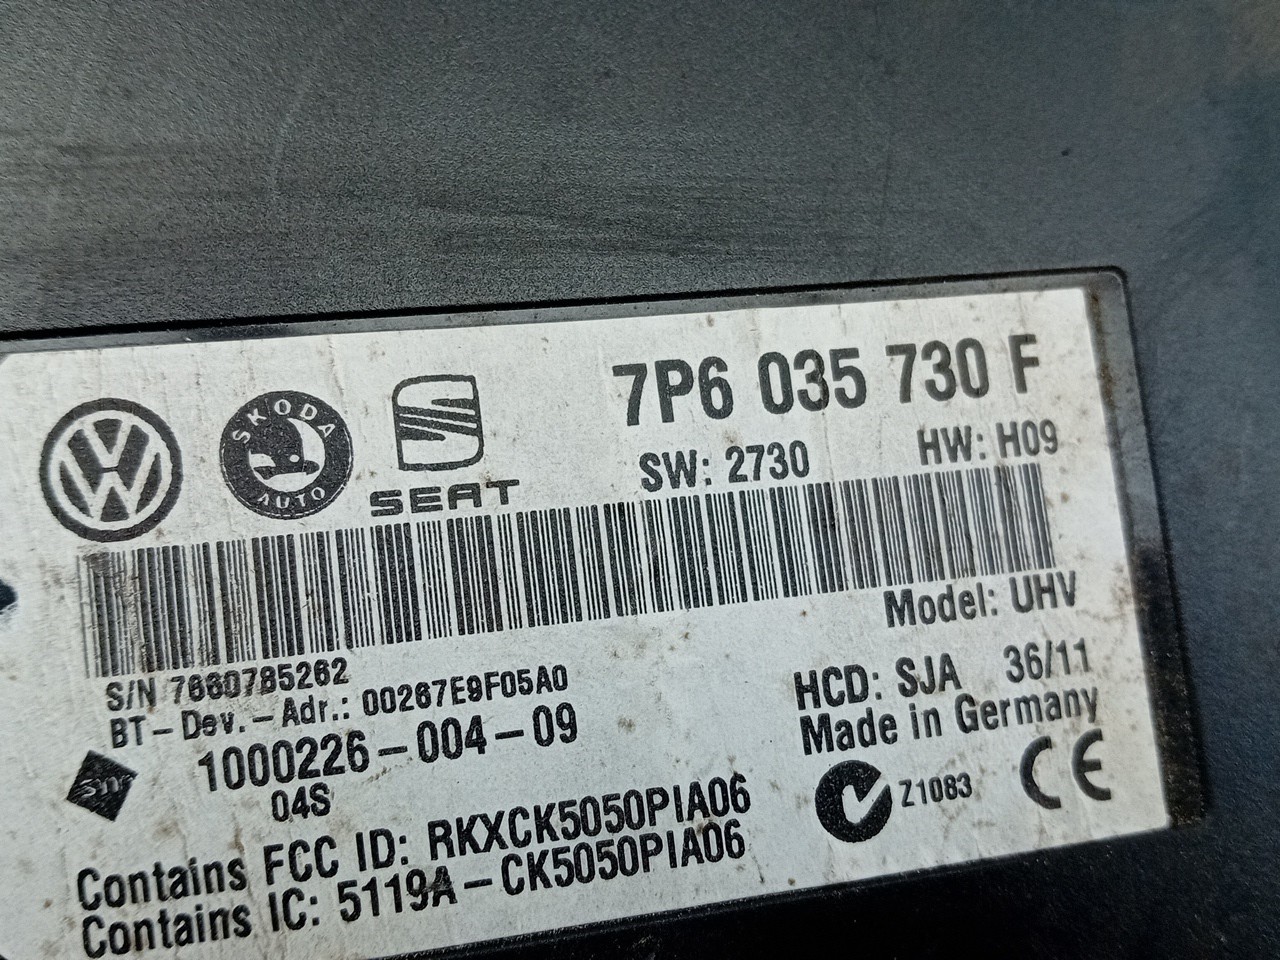 7P6 035 730 F
SKODA
AUTO
SEAT
SW: 2730
HW: H09
Model: UHV
S/N 7660785262
BT-Dev.-Adr.: 00267E9F05A0
HCD: SJA 36/11
1000226-004-09
Made in Germany
04S
Z1083
CE
Contains FCC ID: RKXCK5050PIA06
Contains IC: 5119A-CK5050PIA06